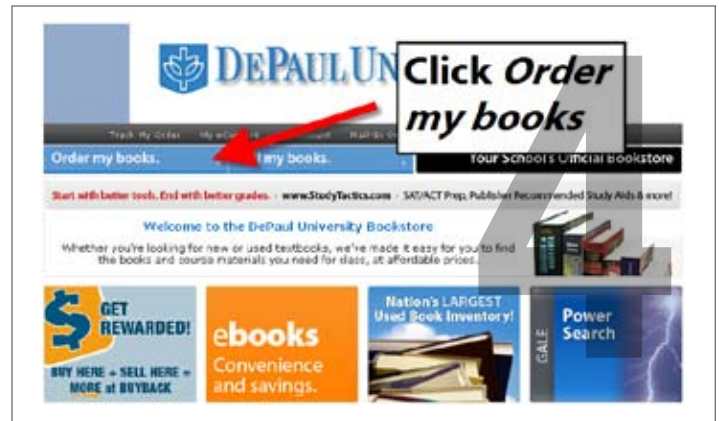 DEPAUL UN
Click Order
my books
4
Track My Order
Order my books.
my books.
Your School's Official Bookstore
Start with better tools. End with better grades. - www.StudyTactics.com - SAT/ACT Prep, Publisher Recommended Study Aids & more!
Welcome to the DePaul University Bookstore
Whether you're looking for new or used textbooks, we've made it easy for you to find
the books and course materials you need for class, at affordable prices.
GET
REWARDED!
BUY HERE + SELL HERE =
MORE at BUYBACK
ebooks
Convenience
and savings.
Nation's LARGEST
Used Book Inventory!
GALE
Power
Search